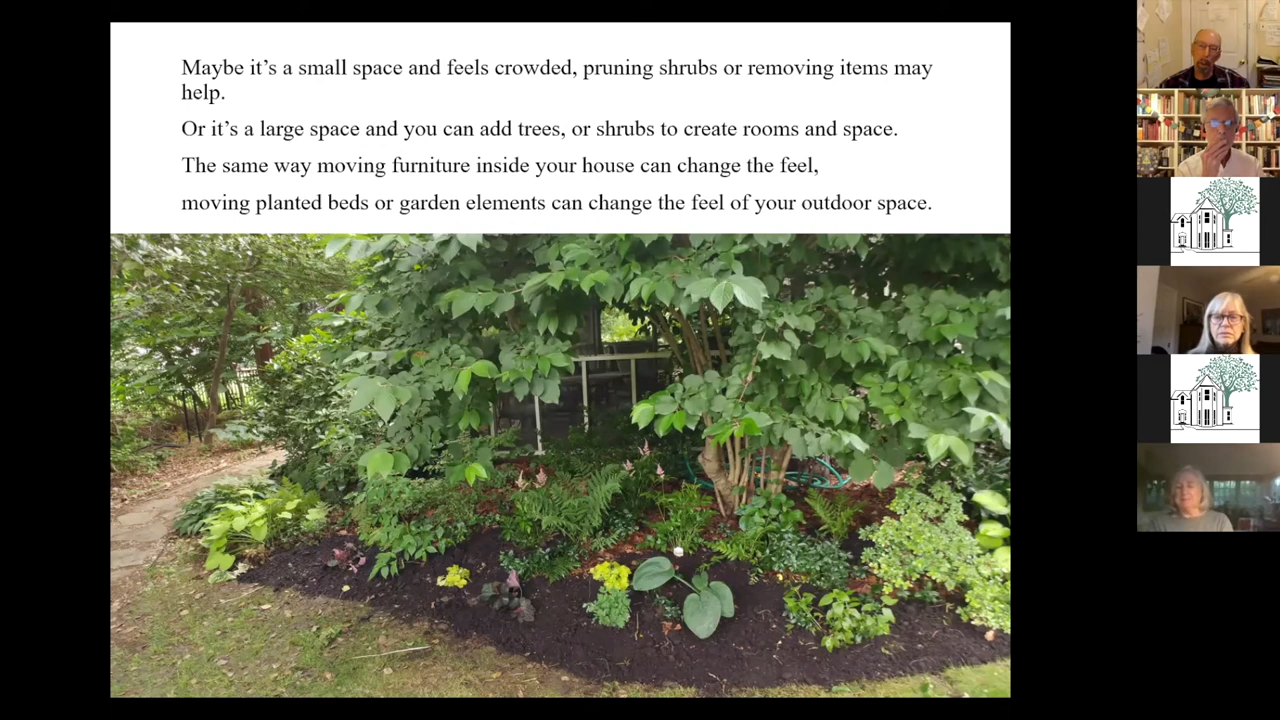 Maybe it’s a small space and feels crowded, pruning shrubs or removing items may
help.
Or it’s a large space and you can add trees, or shrubs to create rooms and space.
The same way moving furniture inside your house can change the feel,
moving planted beds or garden elements can change the feel of your outdoor space.